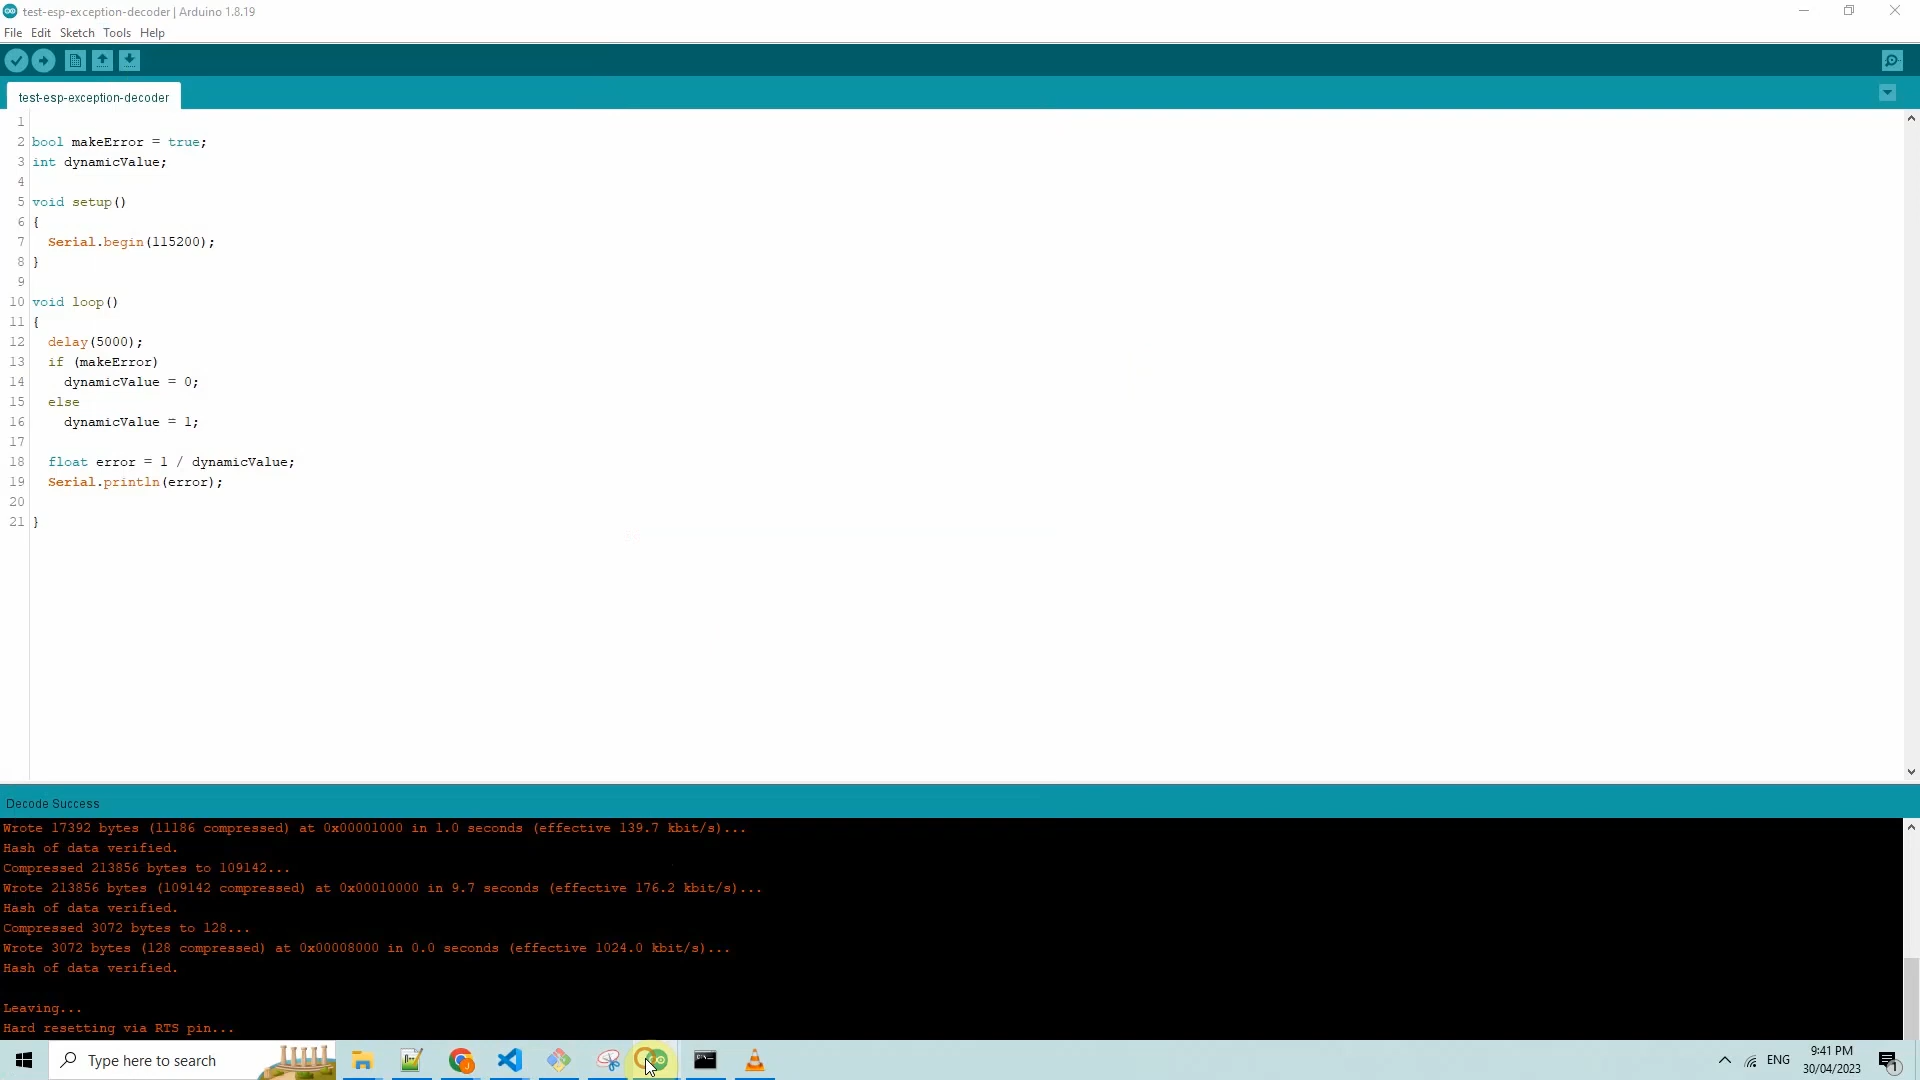 test-esp-exception-decoder | Arduino 1.8.19
File Edit Sketch Tools Help
test-esp-exception-decoder
1
2 bool makeError = true;
3 int dynamicValue;
4
5 void setup()
6 {
7 Serial.begin(115200);
8 }
9
10 void loop()
11 {
12 delay(5000);
13 if (makeError)
14 dynamicValue = 0;
15 else
16 dynamicValue = 1;
17
18 float error = 1 / dynamicValue;
19 Serial.println(error);
20
21 }
Decode Success
Wrote 17392 bytes (11186 compressed) at 0x00001000 in 1.0 seconds (effective 139.7 kbit/s)...
Hash of data verified.
Compressed 213856 bytes to 109142...
Wrote 213856 bytes (109142 compressed) at 0x00010000 in 9.7 seconds (effective 176.2 kbit/s)...
Hash of data verified.
Compressed 3072 bytes to 128...
Wrote 3072 bytes (128 compressed) at 0x00008000 in 0.0 seconds (effective 1024.0 kbit/s)...
Hash of data verified.
Leaving...
Hard resetting via RTS pin...
Type here to search
ENG
9:41 PM
30/04/2023
1